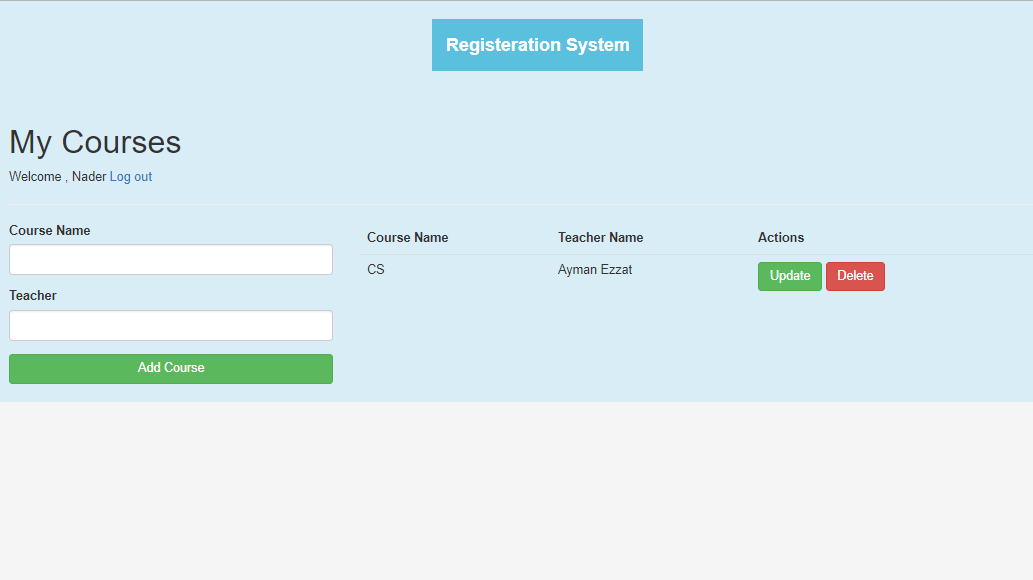 Registeration System
My Courses
Welcome , Nader Log out
Course Name
Teacher
Add Course
Course Name Teacher Name Actions
CS Ayman Ezzat Update Delete